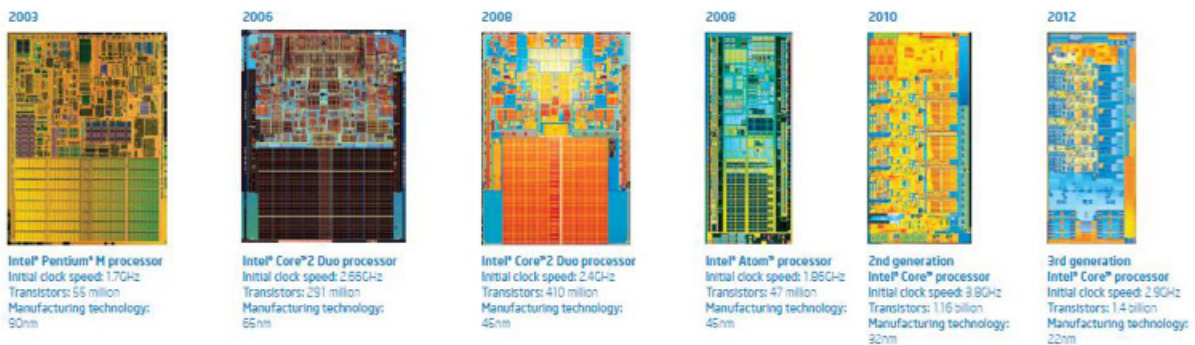 2003
Intel® Pentium® M processor
Initial clock speed: 1.7GHz
Transistors: 55 million
Manufacturing technology:
90nm
2006
Intel® Core™2 Duo processor
Initial clock speed: 2.66GHz
Transistors: 291 million
Manufacturing technology:
65nm
2008
Intel® Core™2 Duo processor
Initial clock speed: 2.4GHz
Transistors: 410 million
Manufacturing technology:
45nm
2008
Intel® Atom™ processor
Initial clock speed: 1.86GHz
Transistors: 47 million
Manufacturing technology:
45nm
2010
2nd generation
Intel® Core™ processor
Initial clock speed: 3.8GHz
Transistors: 1.16 billion
Manufacturing technology:
32nm
2012
3rd generation
Intel® Core™ processor
Initial clock speed: 2.9GHz
Transistors: 1.4 billion
Manufacturing technology:
22nm